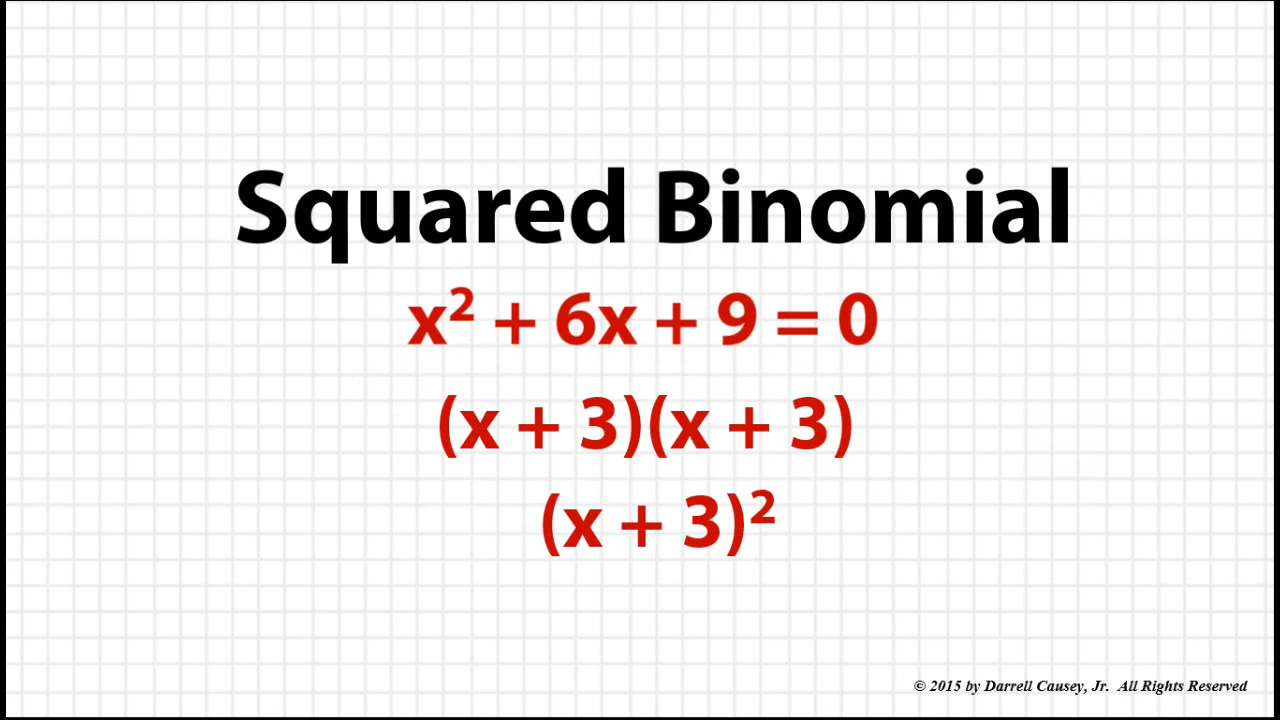 Squared Binomial
x² + 6x + 9 = 0
(x + 3)(x + 3)
(x + 3)²
© 2015 by Darrell Causey, Jr. All Rights Reserved